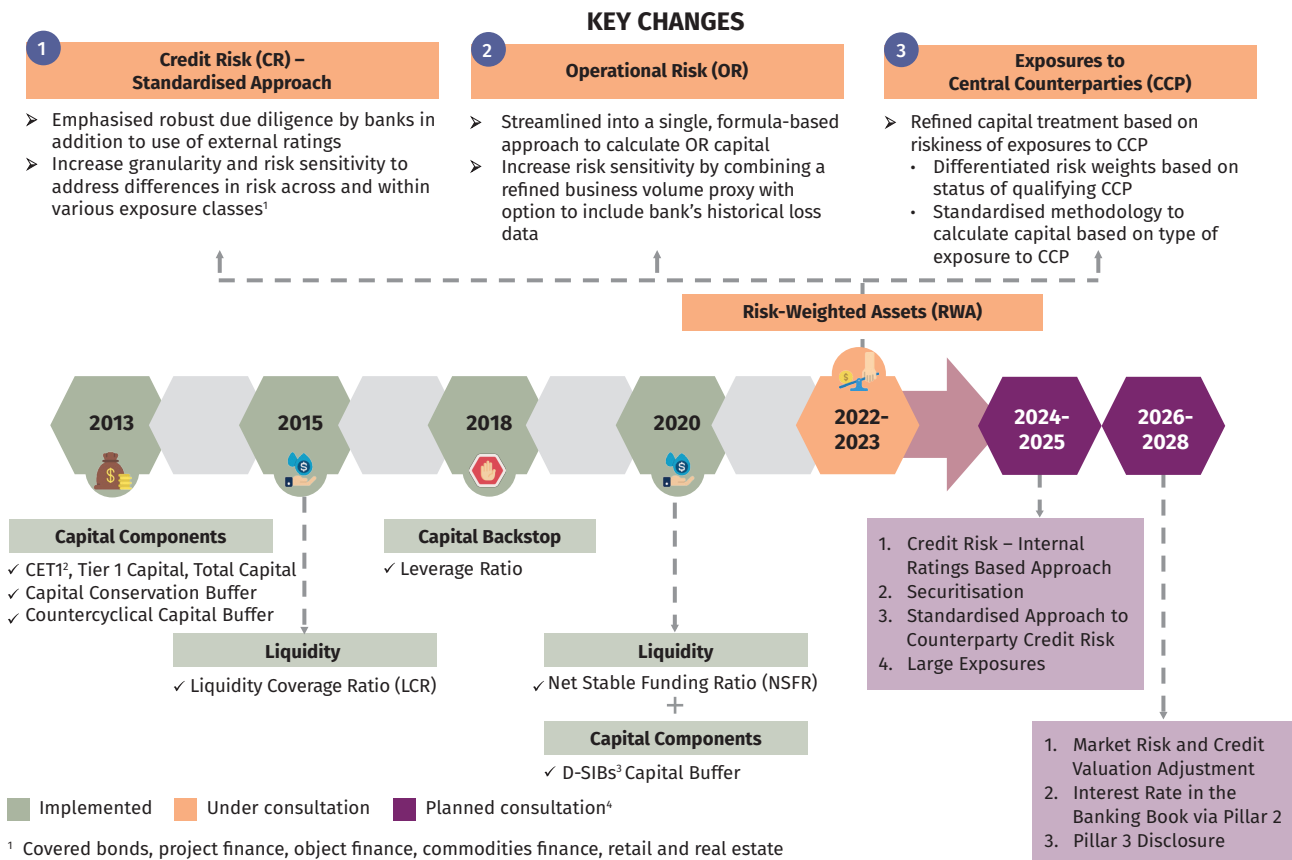 KEY CHANGES
1
Credit Risk (CR) –
Standardised Approach
➢ Emphasised robust due diligence by banks in
addition to use of external ratings
➢ Increase granularity and risk sensitivity to
address differences in risk across and within
various exposure classes¹
2
Operational Risk (OR)
➢ Streamlined into a single, formula-based
approach to calculate OR capital
➢ Increase risk sensitivity by combining a
refined business volume proxy with
option to include bank's historical loss
data
3
Exposures to
Central Counterparties (CCP)
➢ Refined capital treatment based on
riskiness of exposures to CCP
• Differentiated risk weights based on
status of qualifying CCP
• Standardised methodology to
calculate capital based on type of
exposure to CCP
Risk-Weighted Assets (RWA)
2013
2015
2018
2020
2022-
2023
2024-
2025
2026-
2028
Capital Components
✓ CET1², Tier 1 Capital, Total Capital
✓ Capital Conservation Buffer
✓ Countercyclical Capital Buffer
Liquidity
✓ Liquidity Coverage Ratio (LCR)
Capital Backstop
✓ Leverage Ratio
Liquidity
✓ Net Stable Funding Ratio (NSFR)
+
Capital Components
✓ D-SIBs³ Capital Buffer
1. Credit Risk – Internal
Ratings Based Approach
2. Securitisation
3. Standardised Approach to
Counterparty Credit Risk
4. Large Exposures
1. Market Risk and Credit
Valuation Adjustment
2. Interest Rate in the
Banking Book via Pillar 2
3. Pillar 3 Disclosure
Implemented
Under consultation
Planned consultation⁴
¹ Covered bonds, project finance, object finance, commodities finance, retail and real estate